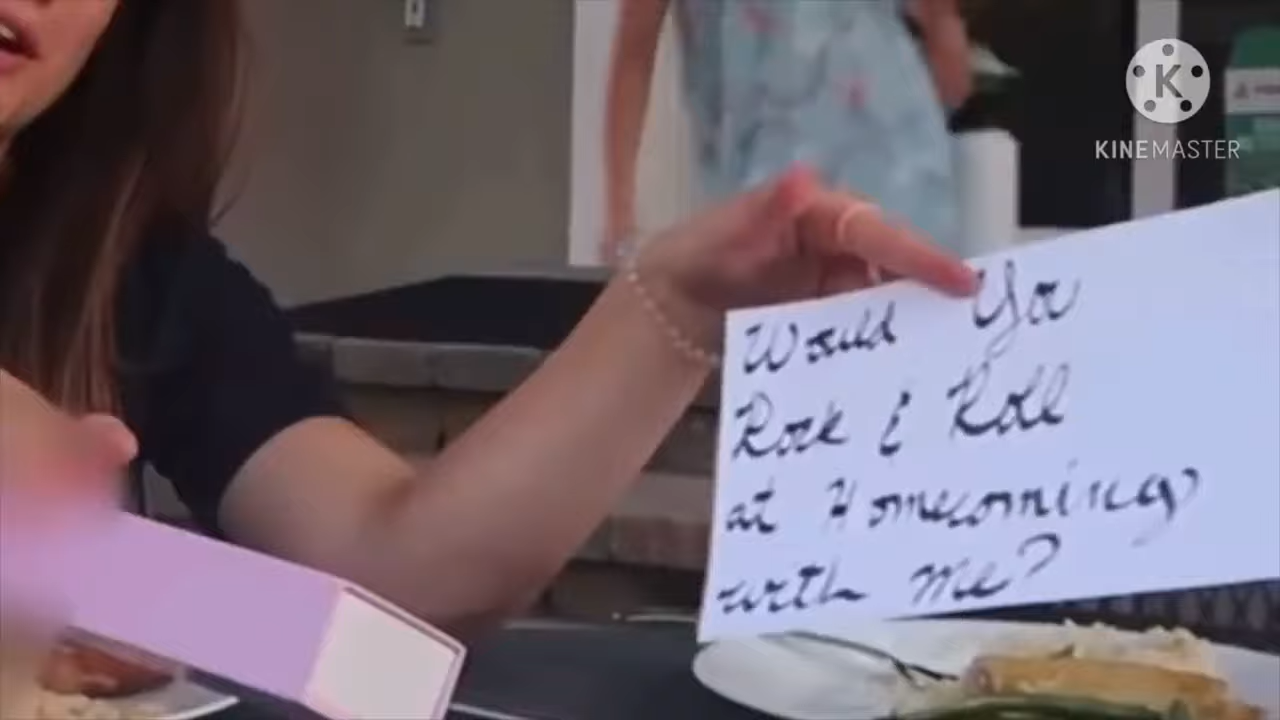 K
KINEMASTER
Would You
Rock & Roll
at Homecoming
with Me?